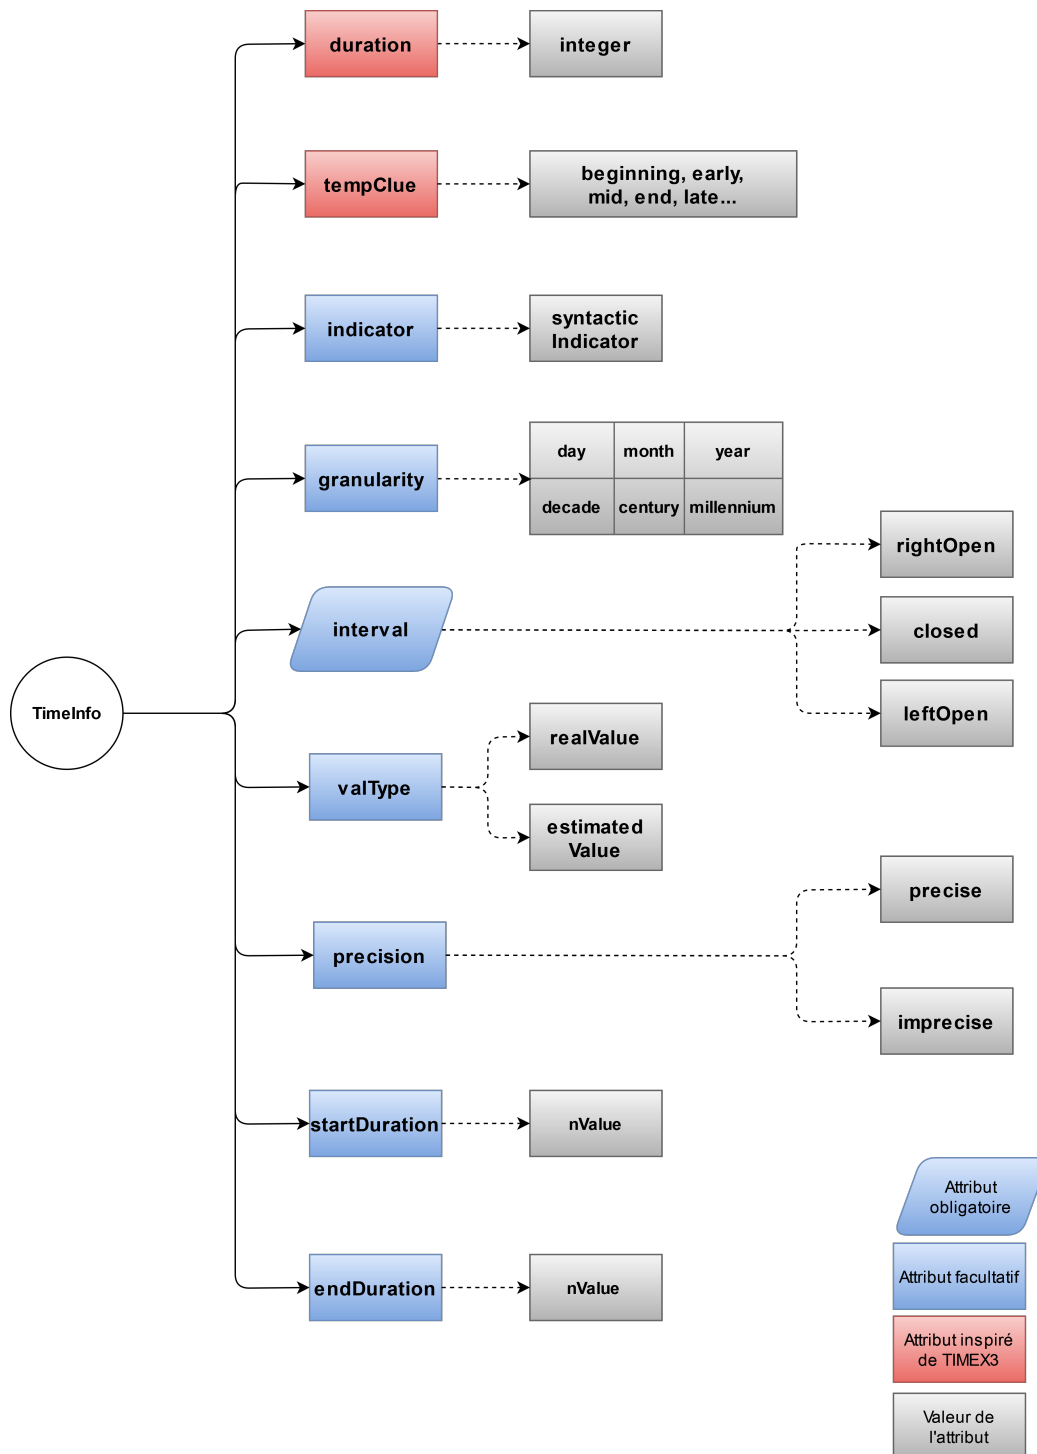 duration
integer
tempClue
beginning, early,
mid, end, late...
indicator
syntactic
Indicator
granularity
day month year
decade century millennium
interval
rightOpen
closed
leftOpen
TimeInfo
valType
realValue
estimated
Value
precision
precise
imprecise
startDuration
nValue
endDuration
nValue
Attribut
obligatoire
Attribut facultatif
Attribut inspiré
de TIMEX3
Valeur de
l'attribut